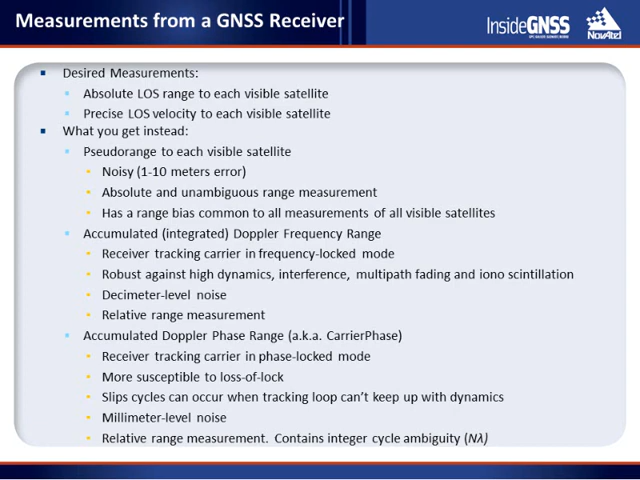 Measurements from a GNSS Receiver
InsideGNSS
NovAtel
Desired Measurements:
Absolute LOS range to each visible satellite
Precise LOS velocity to each visible satellite
What you get instead:
Pseudorange to each visible satellite
Noisy (1-10 meters error)
Absolute and unambiguous range measurement
Has a range bias common to all measurements of all visible satellites
Accumulated (integrated) Doppler Frequency Range
Receiver tracking carrier in frequency-locked mode
Robust against high dynamics, interference, multipath fading and iono scintillation
Decimeter-level noise
Relative range measurement
Accumulated Doppler Phase Range (a.k.a. CarrierPhase)
Receiver tracking carrier in phase-locked mode
More susceptible to loss-of-lock
Slips cycles can occur when tracking loop can't keep up with dynamics
Millimeter-level noise
Relative range measurement. Contains integer cycle ambiguity (Nλ)